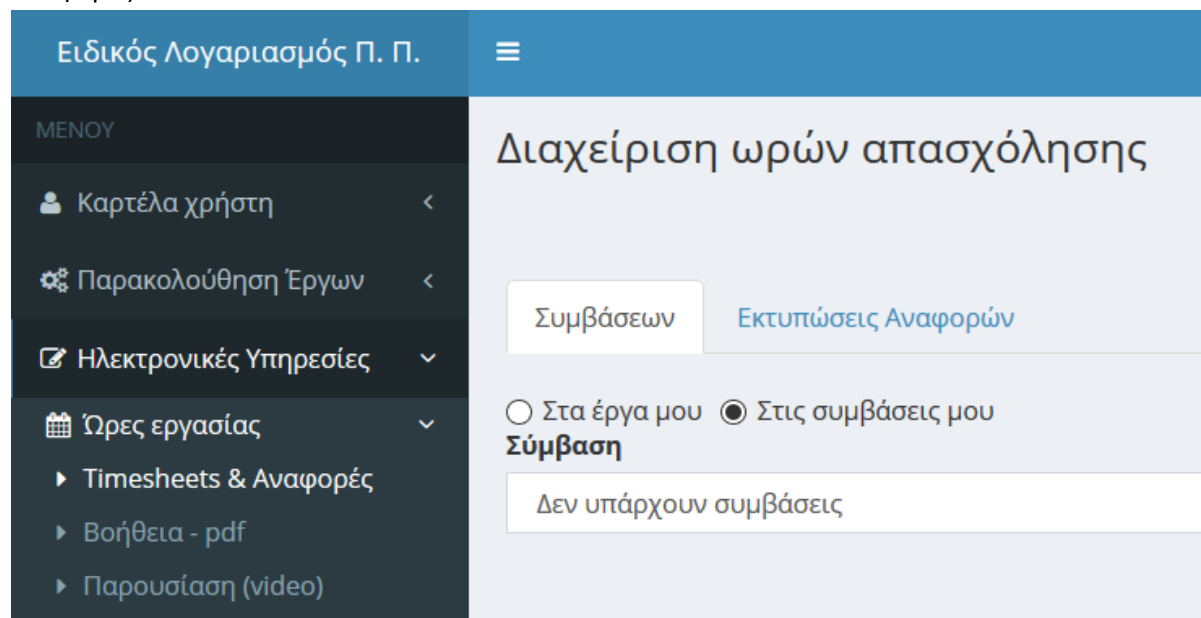 Ειδικός Λογαριασμός Π. Π.
ΜΕΝΟΥ
Καρτέλα χρήστη
Παρακολούθηση Έργων
Ηλεκτρονικές Υπηρεσίες
Ώρες εργασίας
Timesheets & Αναφορές
Βοήθεια - pdf
Παρουσίαση (video)
Διαχείριση ωρών απασχόλησης
Συμβάσεων Εκτυπώσεις Αναφορών
Στα έργα μου Στις συμβάσεις μου
Σύμβαση
Δεν υπάρχουν συμβάσεις